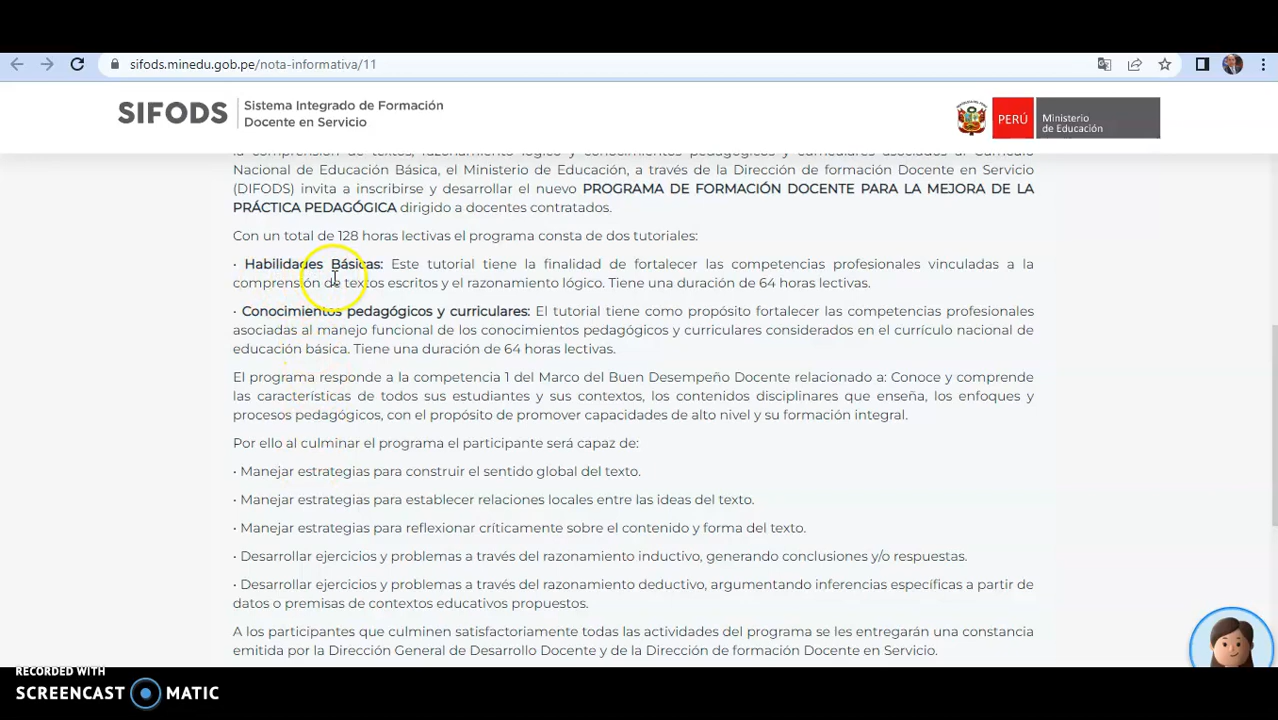 sifods.minedu.gob.pe/nota-informativa/11
SIFODS
Sistema Integrado de Formación
Docente en Servicio
PERÚ
Ministerio
de Educación
la comprensión de textos, razonamiento lógico y conocimientos pedagógicos y curriculares asociados al Currículo
Nacional de Educación Básica, el Ministerio de Educación, a través de la Dirección de formación Docente en Servicio
(DIFODS) invita a inscribirse y desarrollar el nuevo PROGRAMA DE FORMACIÓN DOCENTE PARA LA MEJORA DE LA
PRÁCTICA PEDAGÓGICA dirigido a docentes contratados.
Con un total de 128 horas lectivas el programa consta de dos tutoriales:
• Habilidades Básicas: Este tutorial tiene la finalidad de fortalecer las competencias profesionales vinculadas a la
comprensión de textos escritos y el razonamiento lógico. Tiene una duración de 64 horas lectivas.
• Conocimientos pedagógicos y curriculares: El tutorial tiene como propósito fortalecer las competencias profesionales
asociadas al manejo funcional de los conocimientos pedagógicos y curriculares considerados en el currículo nacional de
educación básica. Tiene una duración de 64 horas lectivas.
El programa responde a la competencia 1 del Marco del Buen Desempeño Docente relacionado a: Conoce y comprende
las características de todos sus estudiantes y sus contextos, los contenidos disciplinares que enseña, los enfoques y
procesos pedagógicos, con el propósito de promover capacidades de alto nivel y su formación integral.
Por ello al culminar el programa el participante será capaz de:
• Manejar estrategias para construir el sentido global del texto.
• Manejar estrategias para establecer relaciones locales entre las ideas del texto.
• Manejar estrategias para reflexionar críticamente sobre el contenido y forma del texto.
• Desarrollar ejercicios y problemas a través del razonamiento inductivo, generando conclusiones y/o respuestas.
• Desarrollar ejercicios y problemas a través del razonamiento deductivo, argumentando inferencias específicas a partir de
datos o premisas de contextos educativos propuestos.
A los participantes que culminen satisfactoriamente todas las actividades del programa se les entregarán una constancia
emitida por la Dirección General de Desarrollo Docente y de la Dirección de formación Docente en Servicio.
RECORDED WITH
SCREENCAST MATIC